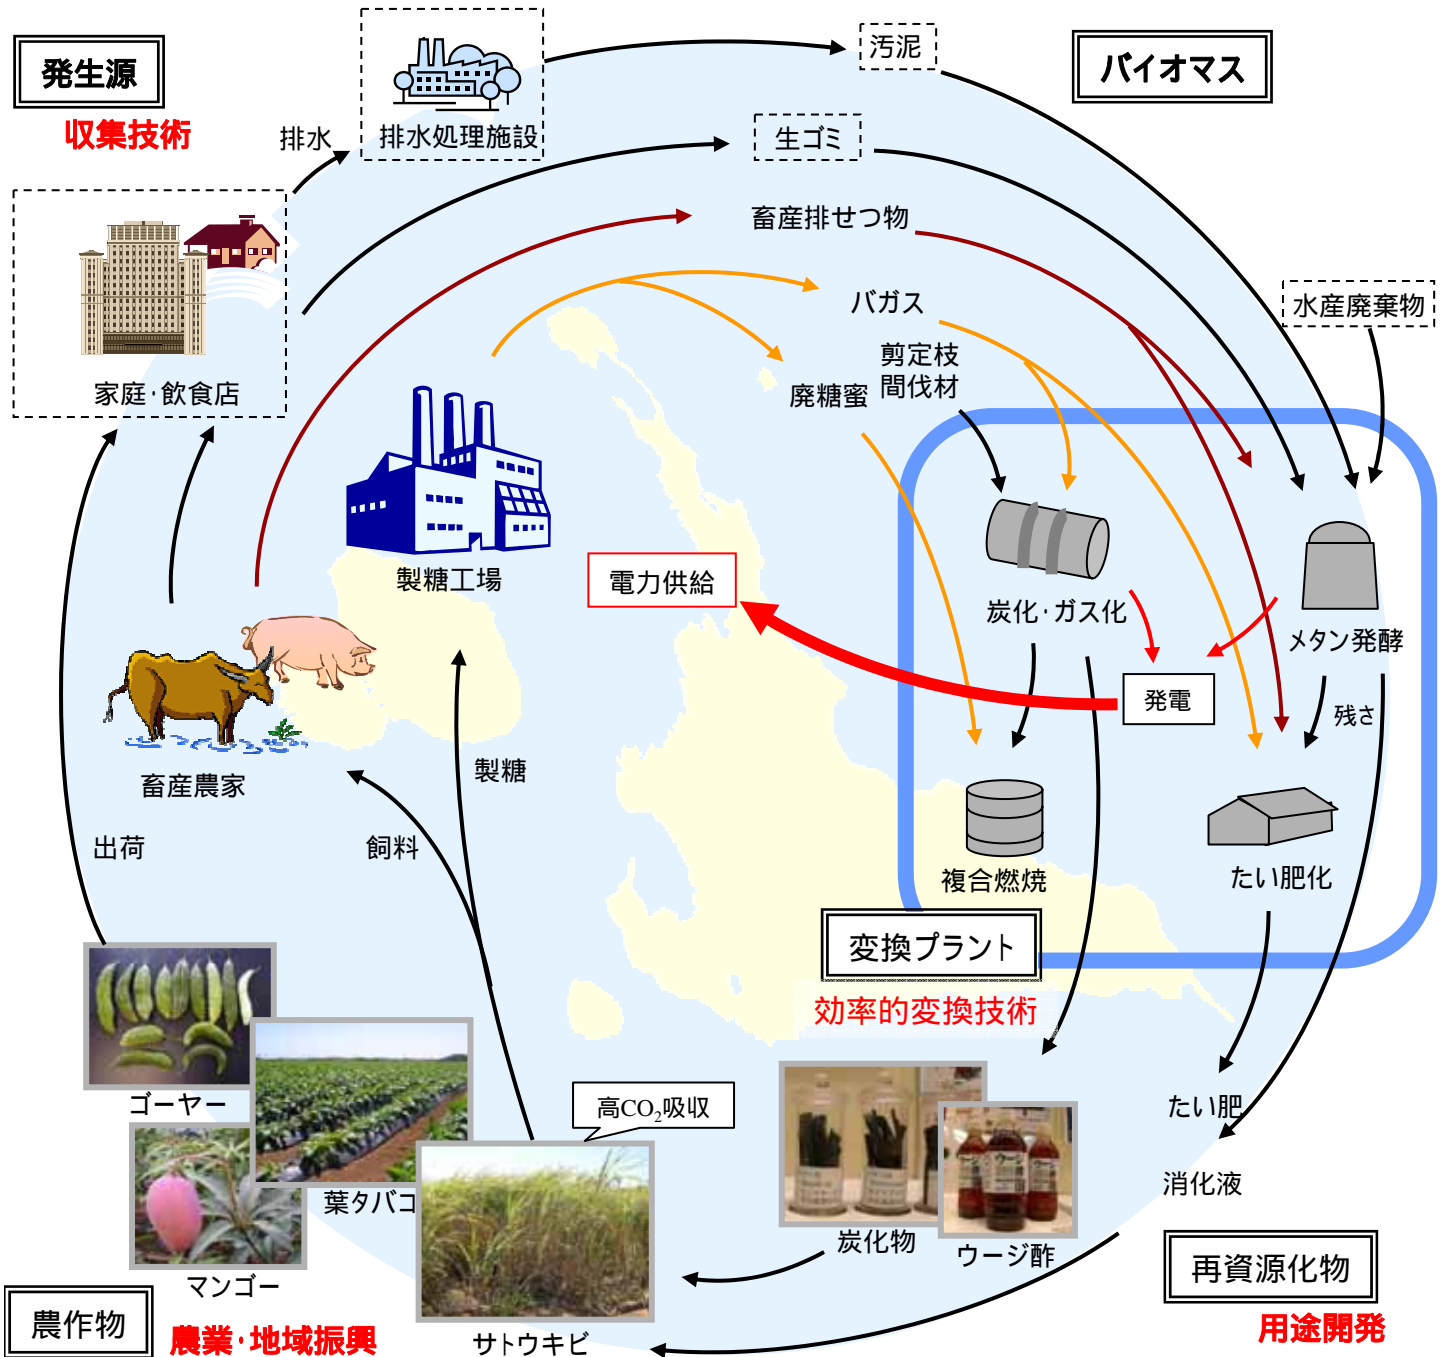 発生源
収集技術
排水
排水処理施設
汚泥
バイオマス
生ゴミ
畜産排せつ物
バガス
水産廃棄物
剪定枝
間伐材
廃糖蜜
家庭・飲食店
製糖工場
電力供給
炭化・ガス化
メタン発酵
発電
残さ
畜産農家
製糖
出荷
飼料
複合燃焼
たい肥化
変換プラント
効率的変換技術
ゴーヤー
高CO₂吸収
たい肥
葉タバコ
消化液
炭化物
ウージ酢
マンゴー
再資源化物
農作物
農業・地域振興
サトウキビ
用途開発